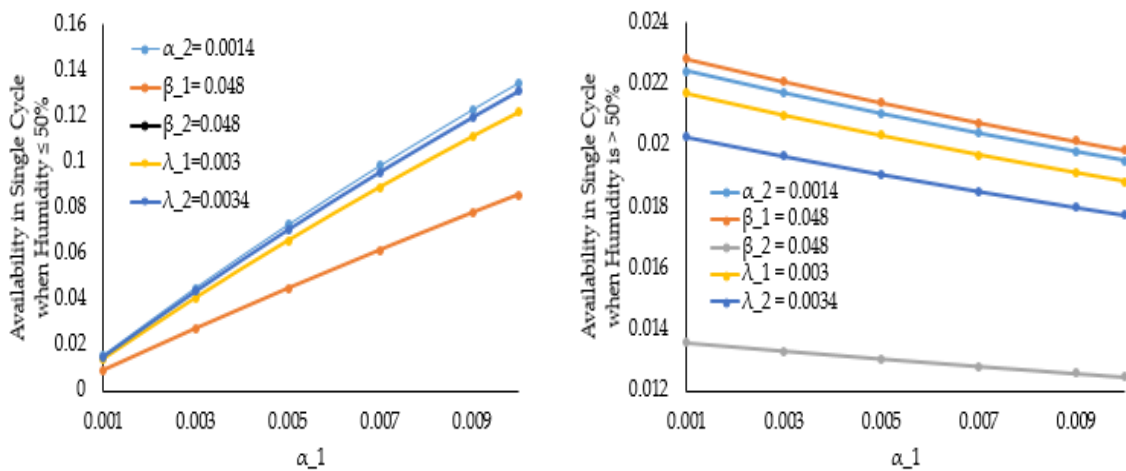 Availability in Single Cycle
when Humidity ≤ 50%
0.16
0.14
0.12
0.1
0.08
0.06
0.04
0.02
0
α_2= 0.0014
β_1= 0.048
β_2=0.048
λ_1=0.003
λ_2=0.0034
0.001
0.003
0.005
0.007
0.009
α_1
Availability in Single Cycle
when Humidity is > 50%
0.024
0.022
0.02
0.018
0.016
0.014
0.012
α_2 = 0.0014
β_1 = 0.048
β_2 = 0.048
λ_1 = 0.003
λ_2 = 0.0034
0.001
0.003
0.005
0.007
0.009
α_1